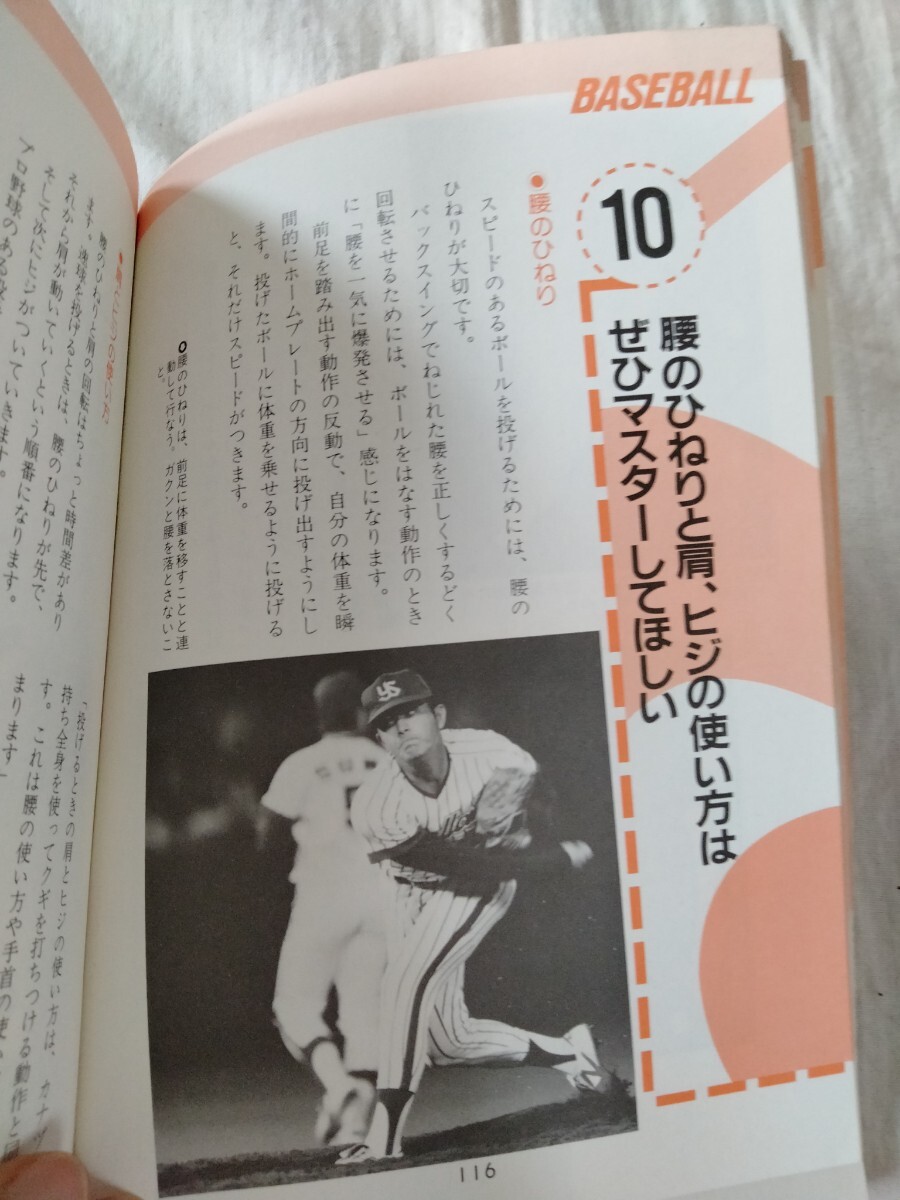 BASEBALL
10
腰のひねりと肩、ヒジの使い方は
ぜひマスターしてほしい
●腰のひねり
スピードのあるボールを投げるためには、腰の
ひねりが大切です。
バックスイングでねじれた腰を正しくするどく
回転させるためには、ボールをはなす動作のとき
に「腰を一気に爆発させる」感じになります。
前足を踏み出す動作の反動で、自分の体重を瞬
間的にホームプレートの方向に投げ出すようにし
ます。投げたボールに体重を乗せるように投げる
と、それだけスピードがつきます。
腰のひねりは、前足に体重を移すことと連
動して行なう。ガクンと腰を落とさないこ
と。
YS
116
腰のひねりと肩の回転はちょっと時間差があり
ます。速球を投げるときは、腰のひねりが先で、
それから肩が動いていくという順番になります。
そして次にヒジがついていきます。
プロ野球のある
「投げるときの肩とヒジの使い方は、カナヅ
持ち全身を使ってクギを打ちつける動作と
す。これは腰の使い方や手首の使
まります」